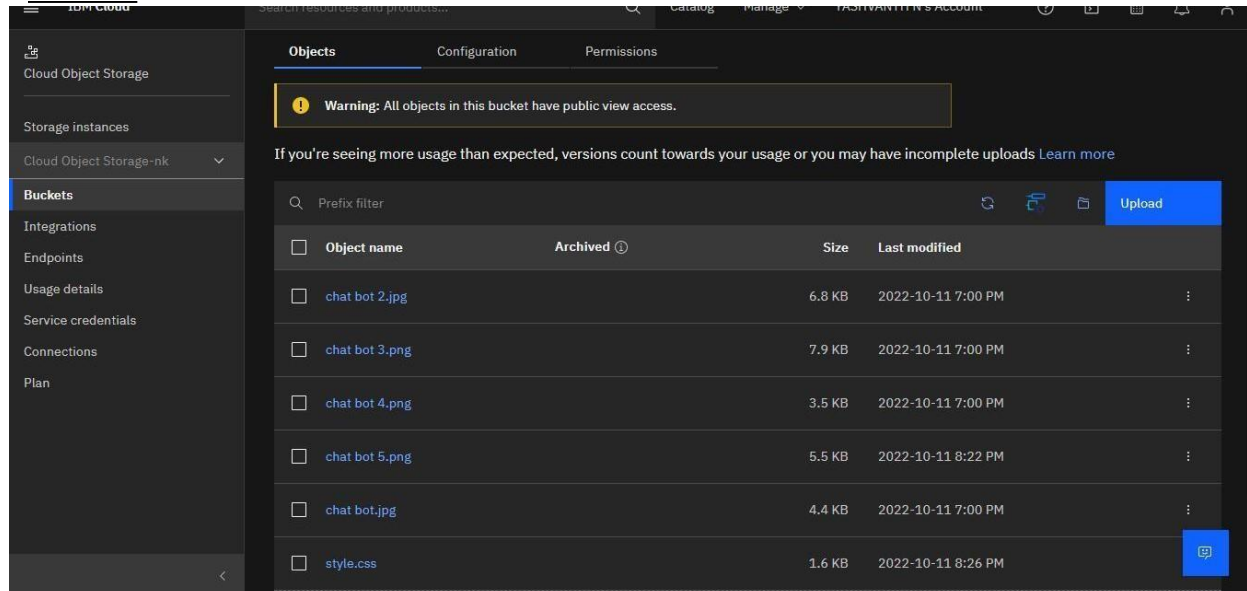 IBM Cloud
Search resources and products...
Catalog
Manage
Account
Cloud Object Storage
Storage instances
Cloud Object Storage-nk
Buckets
Integrations
Endpoints
Usage details
Service credentials
Connections
Plan
Objects Configuration Permissions
Warning: All objects in this bucket have public view access.
If you're seeing more usage than expected, versions count towards your usage or you may have incomplete uploads Learn more
Prefix filter
Upload
Object name Archived Size Last modified
chat bot 2.jpg 6.8 KB 2022-10-11 7:00 PM
chat bot 3.png 7.9 KB 2022-10-11 7:00 PM
chat bot 4.png 3.5 KB 2022-10-11 7:00 PM
chat bot 5.png 5.5 KB 2022-10-11 8:22 PM
chat bot.jpg 4.4 KB 2022-10-11 7:00 PM
style.css 1.6 KB 2022-10-11 8:26 PM